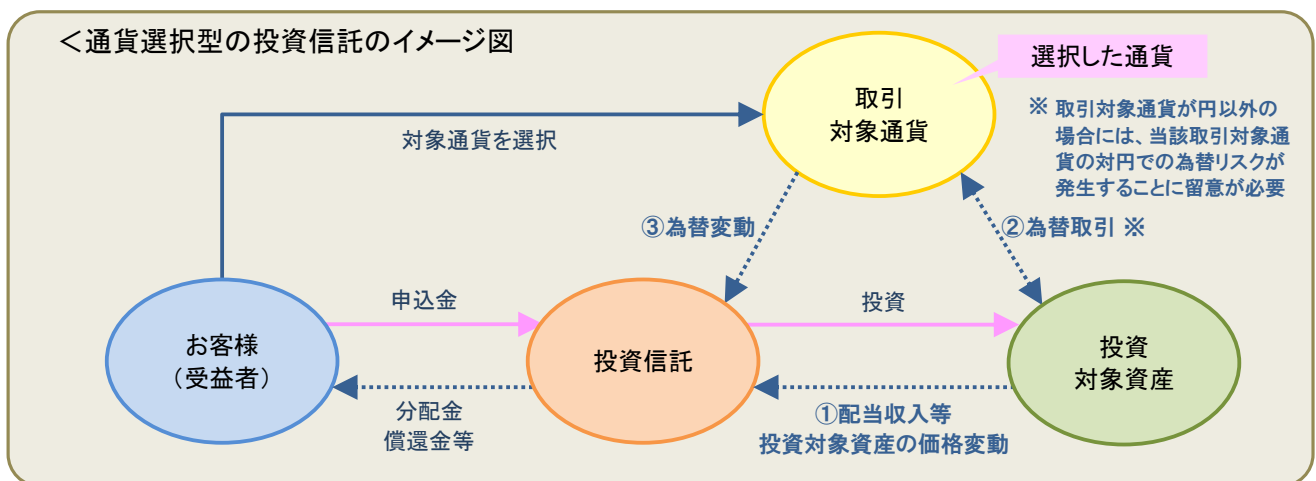 ＜通貨選択型の投資信託のイメージ図
選択した通貨
取引
対象通貨
※ 取引対象通貨が円以外の
場合には、当該取引対象通
貨の対円での為替リスクが
発生することに留意が必要
対象通貨を選択
③為替変動
②為替取引 ※
申込金
投資
お客様
（受益者）
投資信託
投資
対象資産
分配金
償還金等
①配当収入等
投資対象資産の価格変動